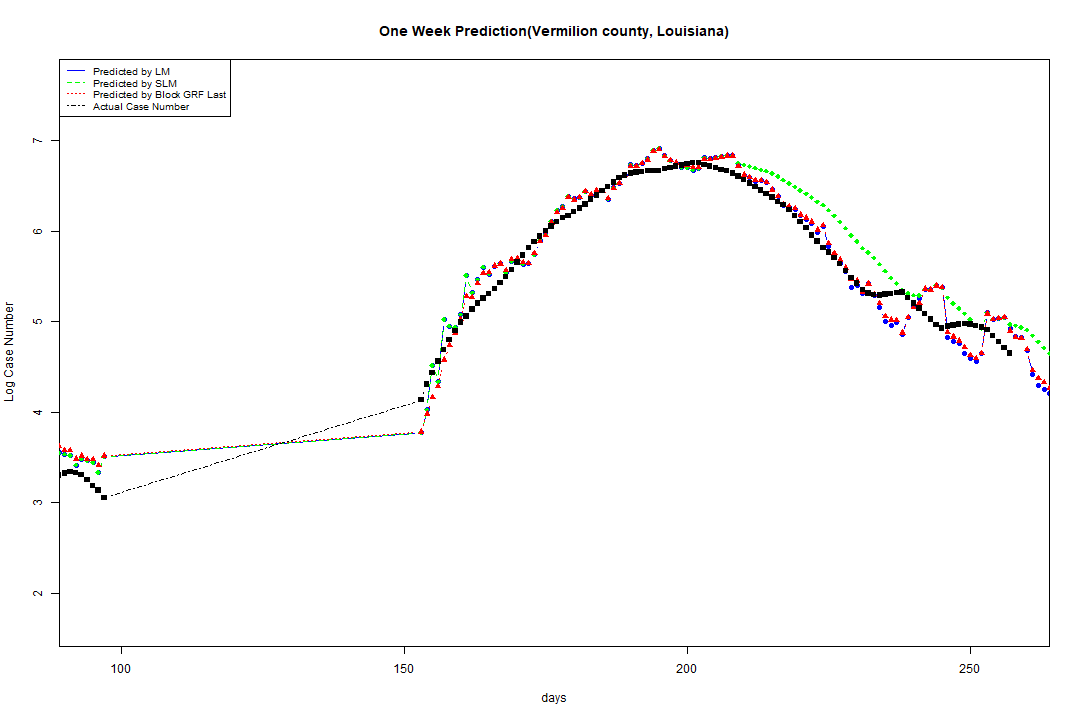 One Week Prediction(Vermilion county, Louisiana)
Predicted by LM
Predicted by SLM
Predicted by Block GRF Last
Actual Case Number
7
6
5
4
3
2
Log Case Number
100
150
200
250
days